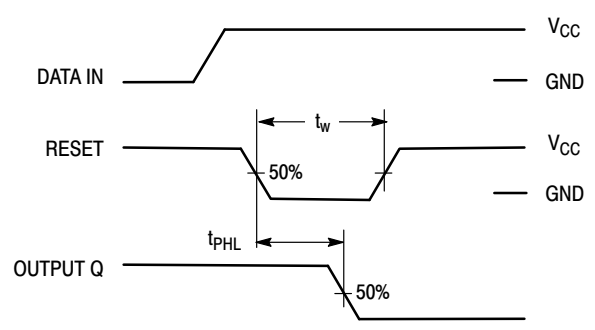 V_CC
DATA IN
GND
t_w
RESET
V_CC
50%
GND
t_PHL
OUTPUT Q
50%